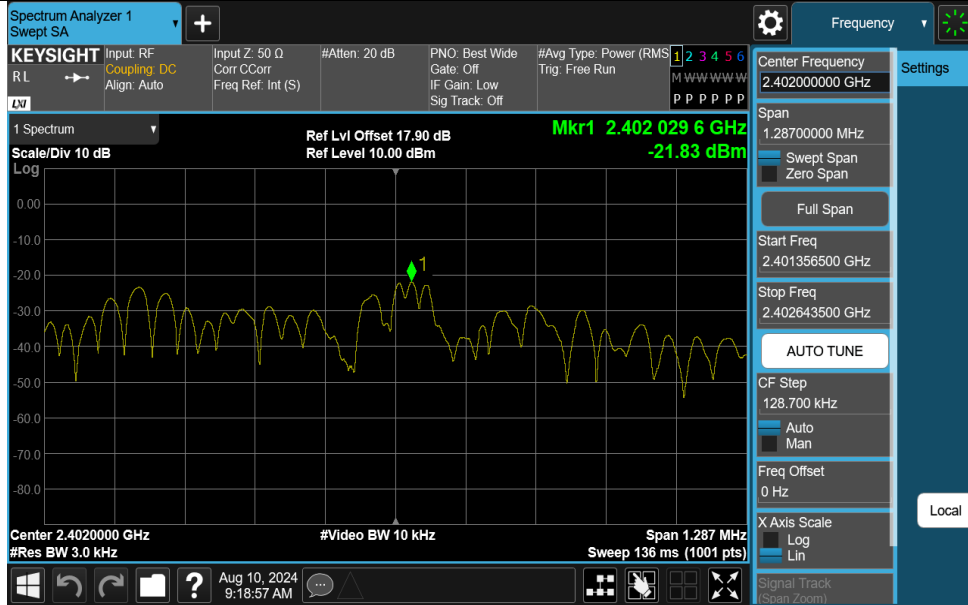 Spectrum Analyzer 1
Swept SA
+
Frequency
KEYSIGHT
R L
LXI
Input: RF
Coupling: DC
Align: Auto
Input Z: 50 Ω
Corr CCorr
Freq Ref: Int (S)
#Atten: 20 dB
PNO: Best Wide
Gate: Off
IF Gain: Low
Sig Track: Off
#Avg Type: Power (RMS
Trig: Free Run
1 2 3 4 5 6
M W W W W W
P P P P P P
1 Spectrum
Scale/Div 10 dB
Log
Ref Lvl Offset 17.90 dB
Ref Level 10.00 dBm
Mkr1 2.402 029 6 GHz
-21.83 dBm
0.00
-10.0
-20.0
-30.0
-40.0
-50.0
-60.0
-70.0
-80.0
1
Center 2.4020000 GHz
#Res BW 3.0 kHz
#Video BW 10 kHz
Span 1.287 MHz
Sweep 136 ms (1001 pts)
?
Aug 10, 2024
9:18:57 AM
Center Frequency
2.402000000 GHz
Span
1.28700000 MHz
Swept Span
Zero Span
Full Span
Start Freq
2.401356500 GHz
Stop Freq
2.402643500 GHz
AUTO TUNE
CF Step
128.700 kHz
Auto
Man
Freq Offset
0 Hz
X Axis Scale
Log
Lin
Signal Track
(Span Zoom)
Settings
Local